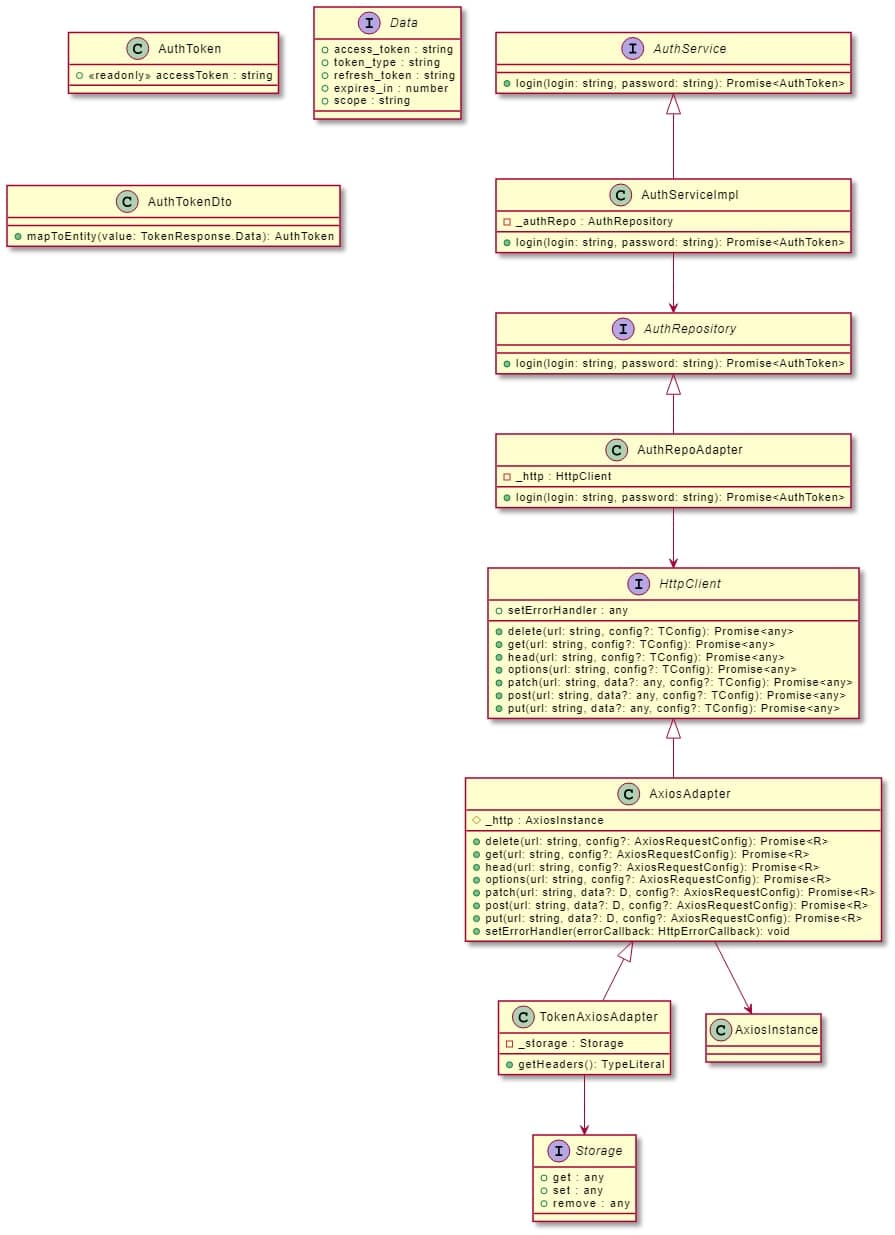 C AuthToken
«readonly» accessToken : string
I Data
access_token : string
token_type : string
refresh_token : string
expires_in : number
scope : string
I AuthService
login(login: string, password: string): Promise<AuthToken>
C AuthTokenDto
mapToEntity(value: TokenResponse.Data): AuthToken
C AuthServiceImpl
_authRepo : AuthRepository
login(login: string, password: string): Promise<AuthToken>
I AuthRepository
login(login: string, password: string): Promise<AuthToken>
C AuthRepoAdapter
_http : HttpClient
login(login: string, password: string): Promise<AuthToken>
I HttpClient
setErrorHandler : any
delete(url: string, config?: TConfig): Promise<any>
get(url: string, config?: TConfig): Promise<any>
head(url: string, config?: TConfig): Promise<any>
options(url: string, config?: TConfig): Promise<any>
patch(url: string, data?: any, config?: TConfig): Promise<any>
post(url: string, data?: any, config?: TConfig): Promise<any>
put(url: string, data?: any, config?: TConfig): Promise<any>
C AxiosAdapter
_http : AxiosInstance
delete(url: string, config?: AxiosRequestConfig): Promise<R>
get(url: string, config?: AxiosRequestConfig): Promise<R>
head(url: string, config?: AxiosRequestConfig): Promise<R>
options(url: string, config?: AxiosRequestConfig): Promise<R>
patch(url: string, data?: D, config?: AxiosRequestConfig): Promise<R>
post(url: string, data?: D, config?: AxiosRequestConfig): Promise<R>
put(url: string, data?: D, config?: AxiosRequestConfig): Promise<R>
setErrorHandler(errorCallback: HttpErrorCallback): void
C TokenAxiosAdapter
_storage : Storage
getHeaders(): TypeLiteral
C AxiosInstance
I Storage
get : any
set : any
remove : any